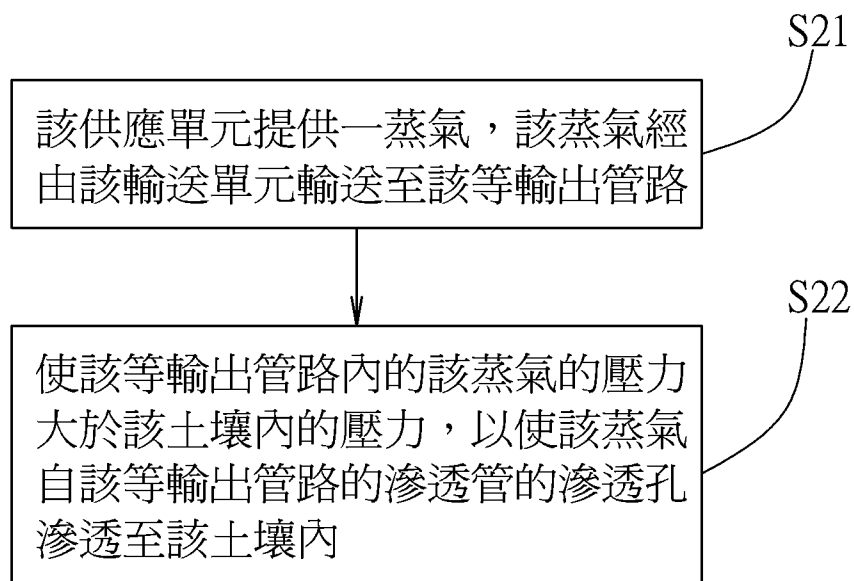 S21
該供應單元提供一蒸氣，該蒸氣經
由該輸送單元輸送至該等輸出管路
S22
使該等輸出管路內的該蒸氣的壓力
大於該土壤內的壓力，以使該蒸氣
自該等輸出管路的滲透管的滲透孔
滲透至該土壤內